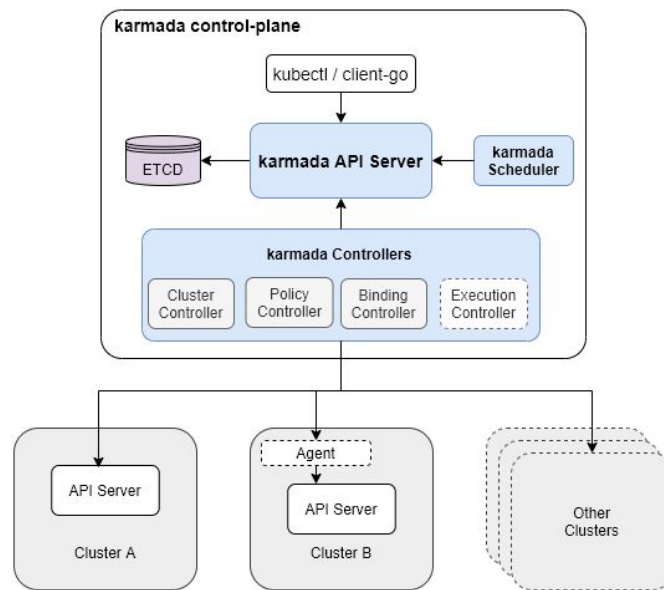 karmada control-plane
kubectl / client-go
ETCD
karmada API Server
karmada
Scheduler
karmada Controllers
Cluster
Controller
Policy
Controller
Binding
Controller
Execution
Controller
Agent
API Server
API Server
Cluster A
Cluster B
Other
Clusters